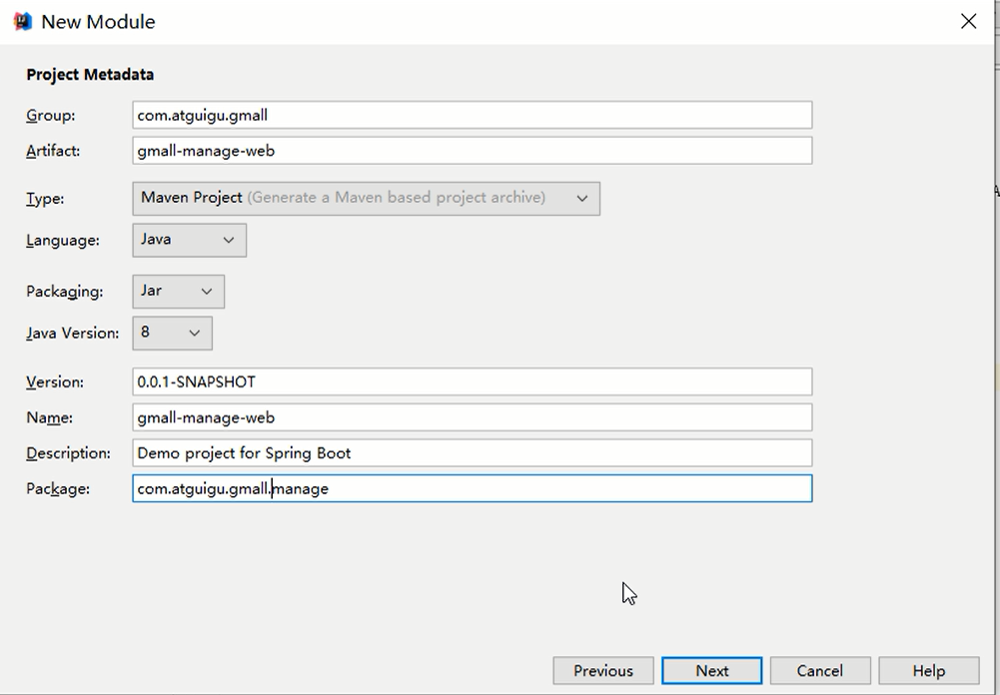 New Module
Project Metadata
Group: com.atguigu.gmall
Artifact: gmall-manage-web
Type: Maven Project (Generate a Maven based project archive)
Language: Java
Packaging: Jar
Java Version: 8
Version: 0.0.1-SNAPSHOT
Name: gmall-manage-web
Description: Demo project for Spring Boot
Package: com.atguigu.gmall.manage
Previous Next Cancel Help